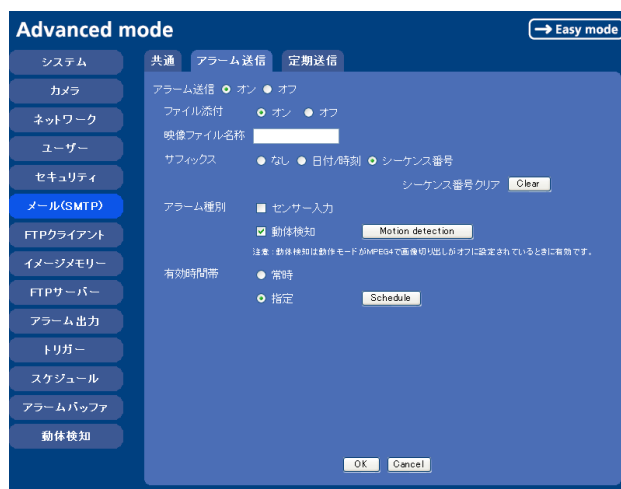 Advanced mode
→ Easy mode
システム
カメラ
ネットワーク
ユーザー
セキュリティ
メール(SMTP)
FTPクライアント
イメージメモリー
FTPサーバー
アラーム出力
トリガー
スケジュール
アラームバッファ
動体検知
共通 アラーム送信 定期送信
アラーム送信 オン オフ
ファイル添付 オン オフ
映像ファイル名称
サフィックス なし 日付/時刻 シーケンス番号
シーケンス番号クリア Clear
アラーム種別 センサー入力
動体検知 Motion detection
注意:動体検知は動作モードがMPEG4で画像切り出しがオフに設定されているときに有効です。
有効時間帯 常時
指定 Schedule
OK Cancel